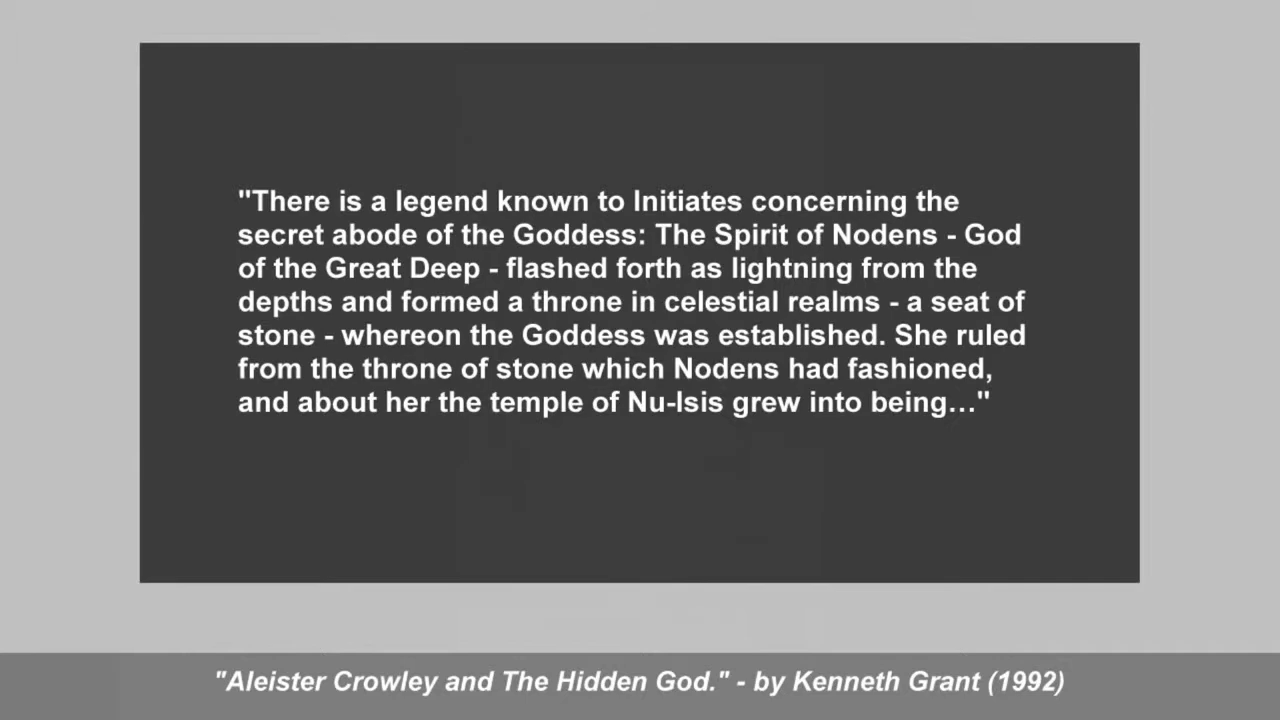 "There is a legend known to Initiates concerning the
secret abode of the Goddess: The Spirit of Nodens - God
of the Great Deep - flashed forth as lightning from the
depths and formed a throne in celestial realms - a seat of
stone - whereon the Goddess was established. She ruled
from the throne of stone which Nodens had fashioned,
and about her the temple of Nu-Isis grew into being..."
"Aleister Crowley and The Hidden God." - by Kenneth Grant (1992)